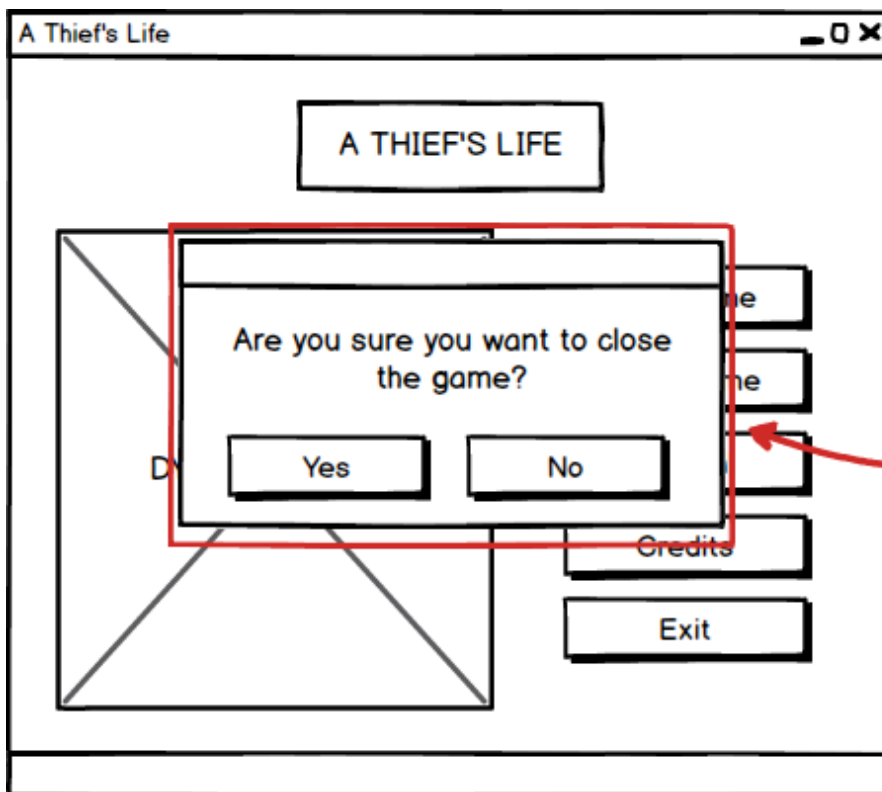 A Thief's Life
A THIEF'S LIFE
Are you sure you want to close
the game?
Yes
No
Credits
Exit